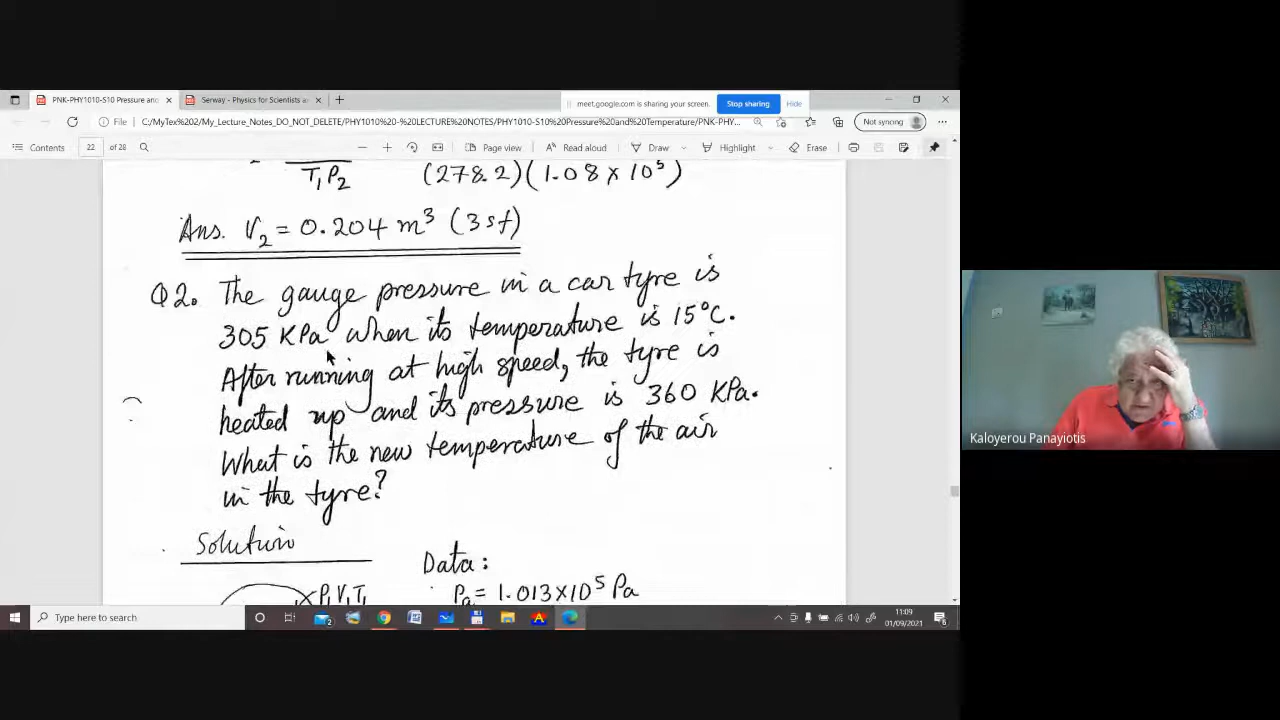 PNK-PHY1010-S10 Pressure and
Serway - Physics for Scientists a
meet.google.com is sharing your screen.
Stop sharing
Hide
File
C:/MyTex%202/My_Lecture_Notes_DO_NOT_DELETE/PHY1010%20-%20LECTURE%20NOTES/PHY1010-S10%20Pressure%20and%20Temperature/PNK-PHY...
Not syncing
Contents
22
of 28
Page view
Read aloud
Draw
Highlight
Erase
T₁P₂
(278.2)(1.08 x 10⁵)
Ans. V₂ = 0.204 m³ (3 sf)
Q2. The gauge pressure in a car tyre is
305 KPa when its temperature is 15°C.
After running at high speed, the tyre is
heated up and its pressure is 360 KPa.
What is the new temperature of the air
in the tyre?
Solution
Data:
P₁V₁T₁
Pa = 1.013x10⁵ Pa
Kaloyerou Panayiotis
Type here to search
2
11:09
01/09/2021
6